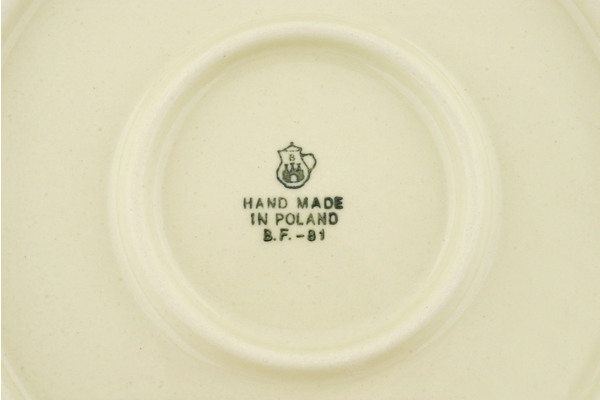 B
HAND MADE
IN POLAND
B.F.-81